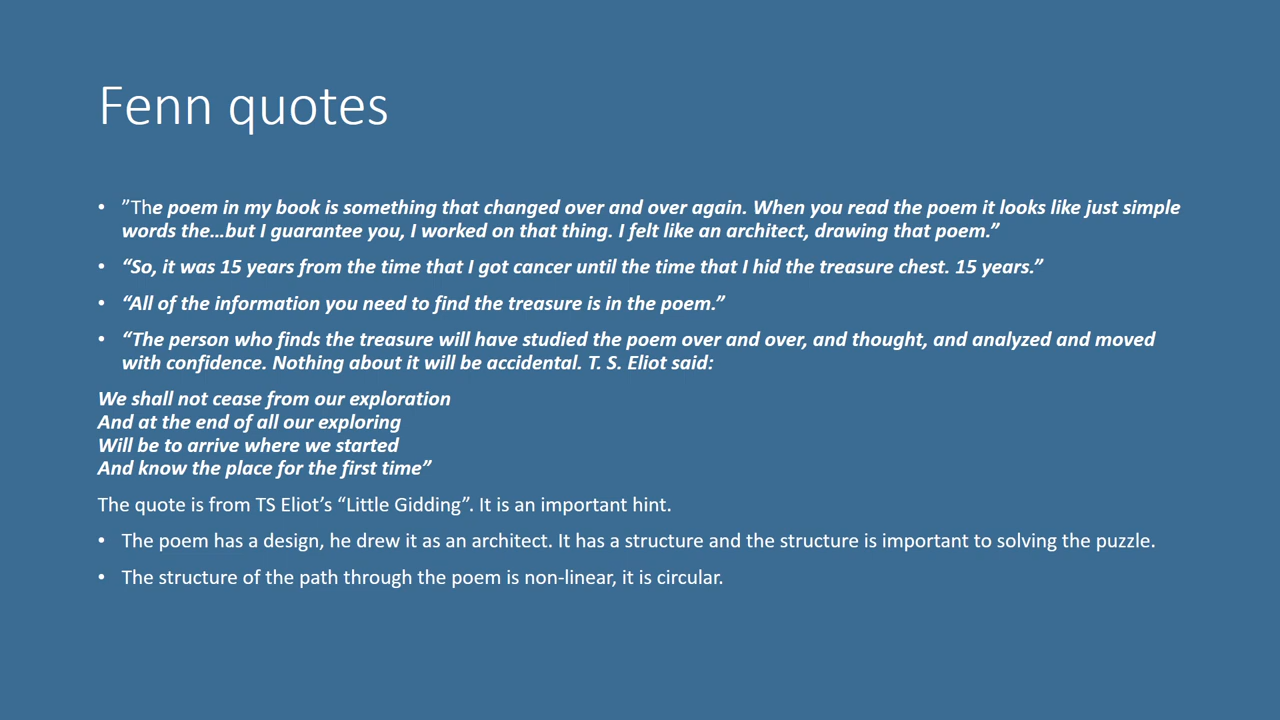 Fenn quotes
• ”The poem in my book is something that changed over and over again. When you read the poem it looks like just simple
words the…but I guarantee you, I worked on that thing. I felt like an architect, drawing that poem.”
• “So, it was 15 years from the time that I got cancer until the time that I hid the treasure chest. 15 years.”
• “All of the information you need to find the treasure is in the poem.”
• “The person who finds the treasure will have studied the poem over and over, and thought, and analyzed and moved
with confidence. Nothing about it will be accidental. T. S. Eliot said:
We shall not cease from our exploration
And at the end of all our exploring
Will be to arrive where we started
And know the place for the first time”
The quote is from TS Eliot’s “Little Gidding”. It is an important hint.
• The poem has a design, he drew it as an architect. It has a structure and the structure is important to solving the puzzle.
• The structure of the path through the poem is non-linear, it is circular.